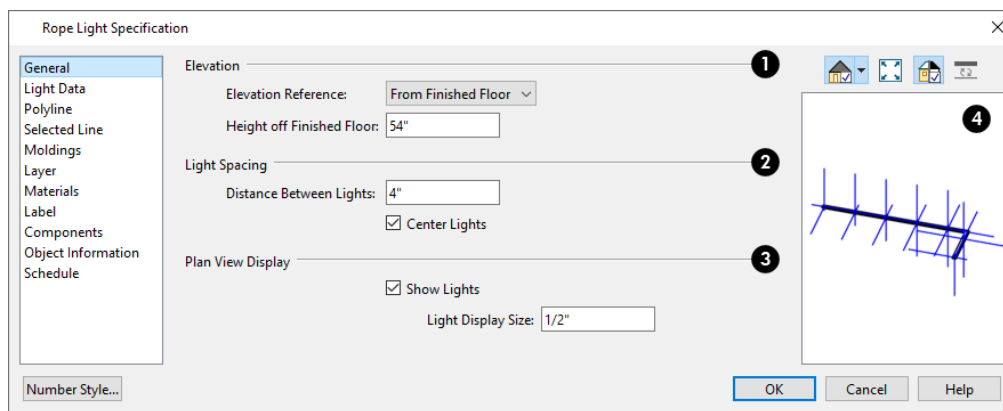 Rope Light Specification
General
Light Data
Polyline
Selected Line
Moldings
Layer
Materials
Label
Components
Object Information
Schedule
Elevation 1
Elevation Reference: From Finished Floor
Height off Finished Floor: 54"
Light Spacing 2
Distance Between Lights: 4"
Center Lights
Plan View Display 3
Show Lights
Light Display Size: 1/2"
4
Number Style... OK Cancel Help